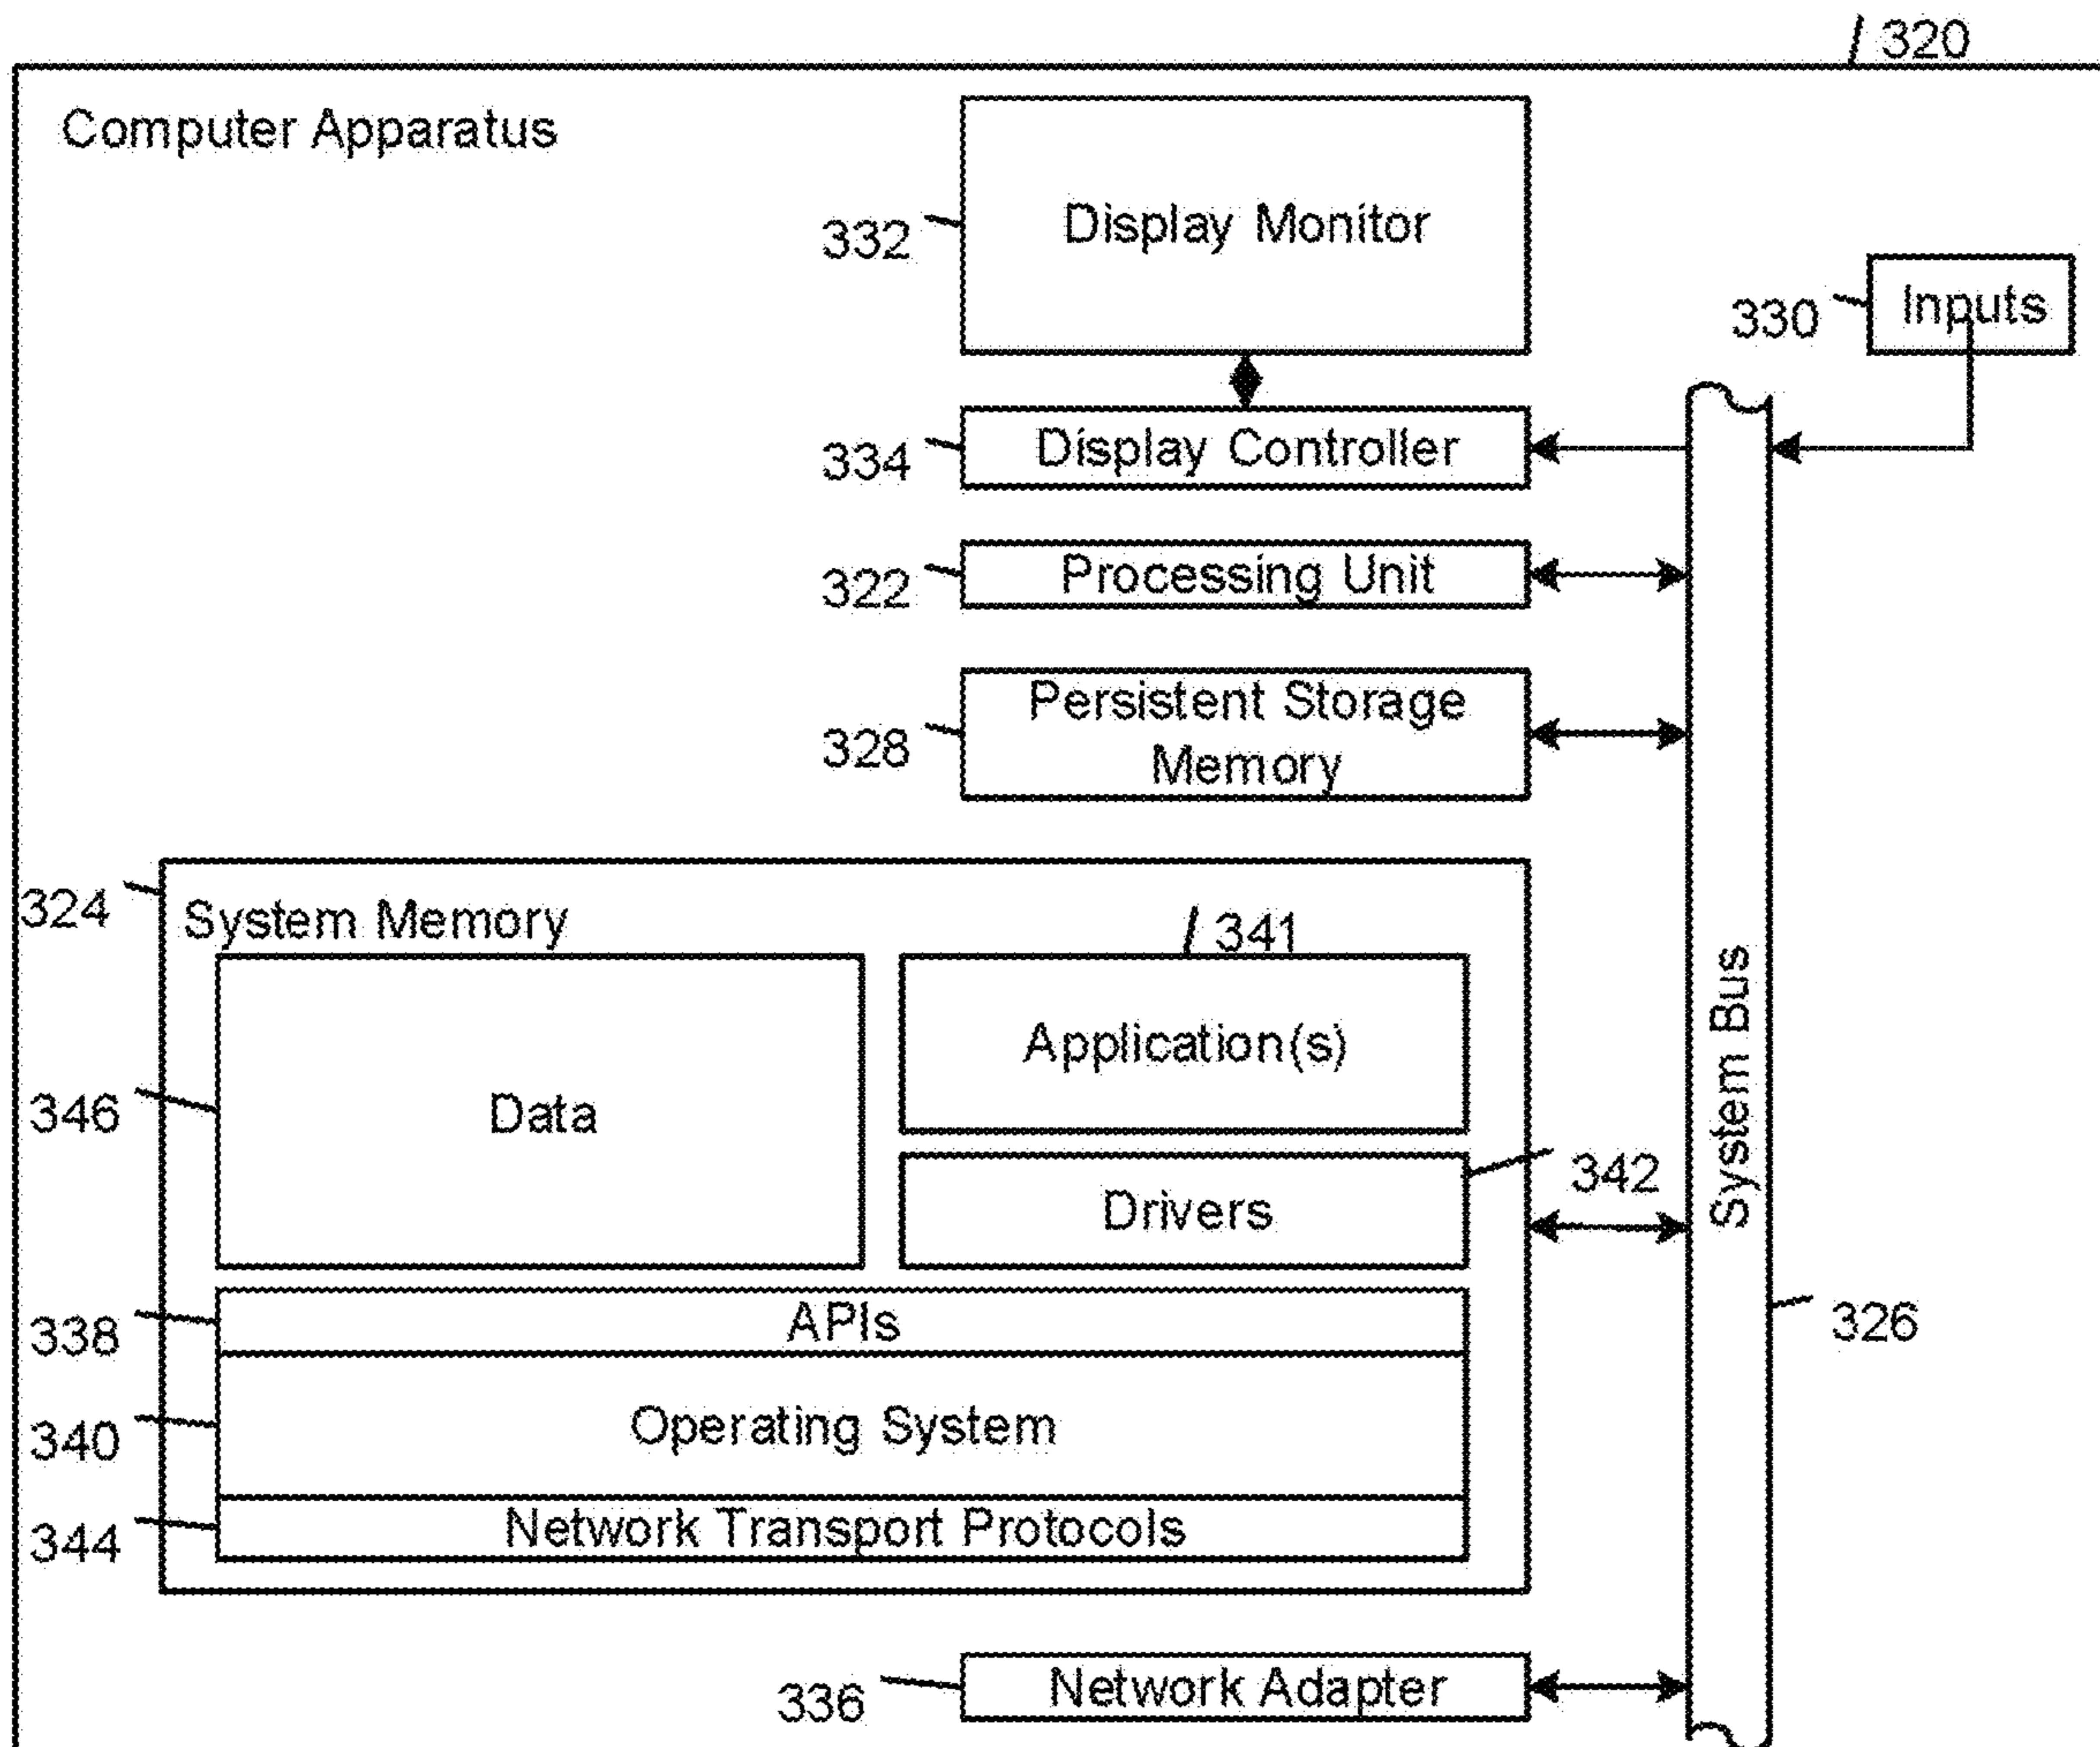 320
Computer Apparatus
332
Display Monitor
330
Inputs
334
Display Controller
322
Processing Unit
328
Persistent Storage
Memory
324
System Memory
341
346
Data
Application(s)
Drivers
342
System Bus
326
338
APIs
340
Operating System
344
Network Transport Protocols
336
Network Adapter